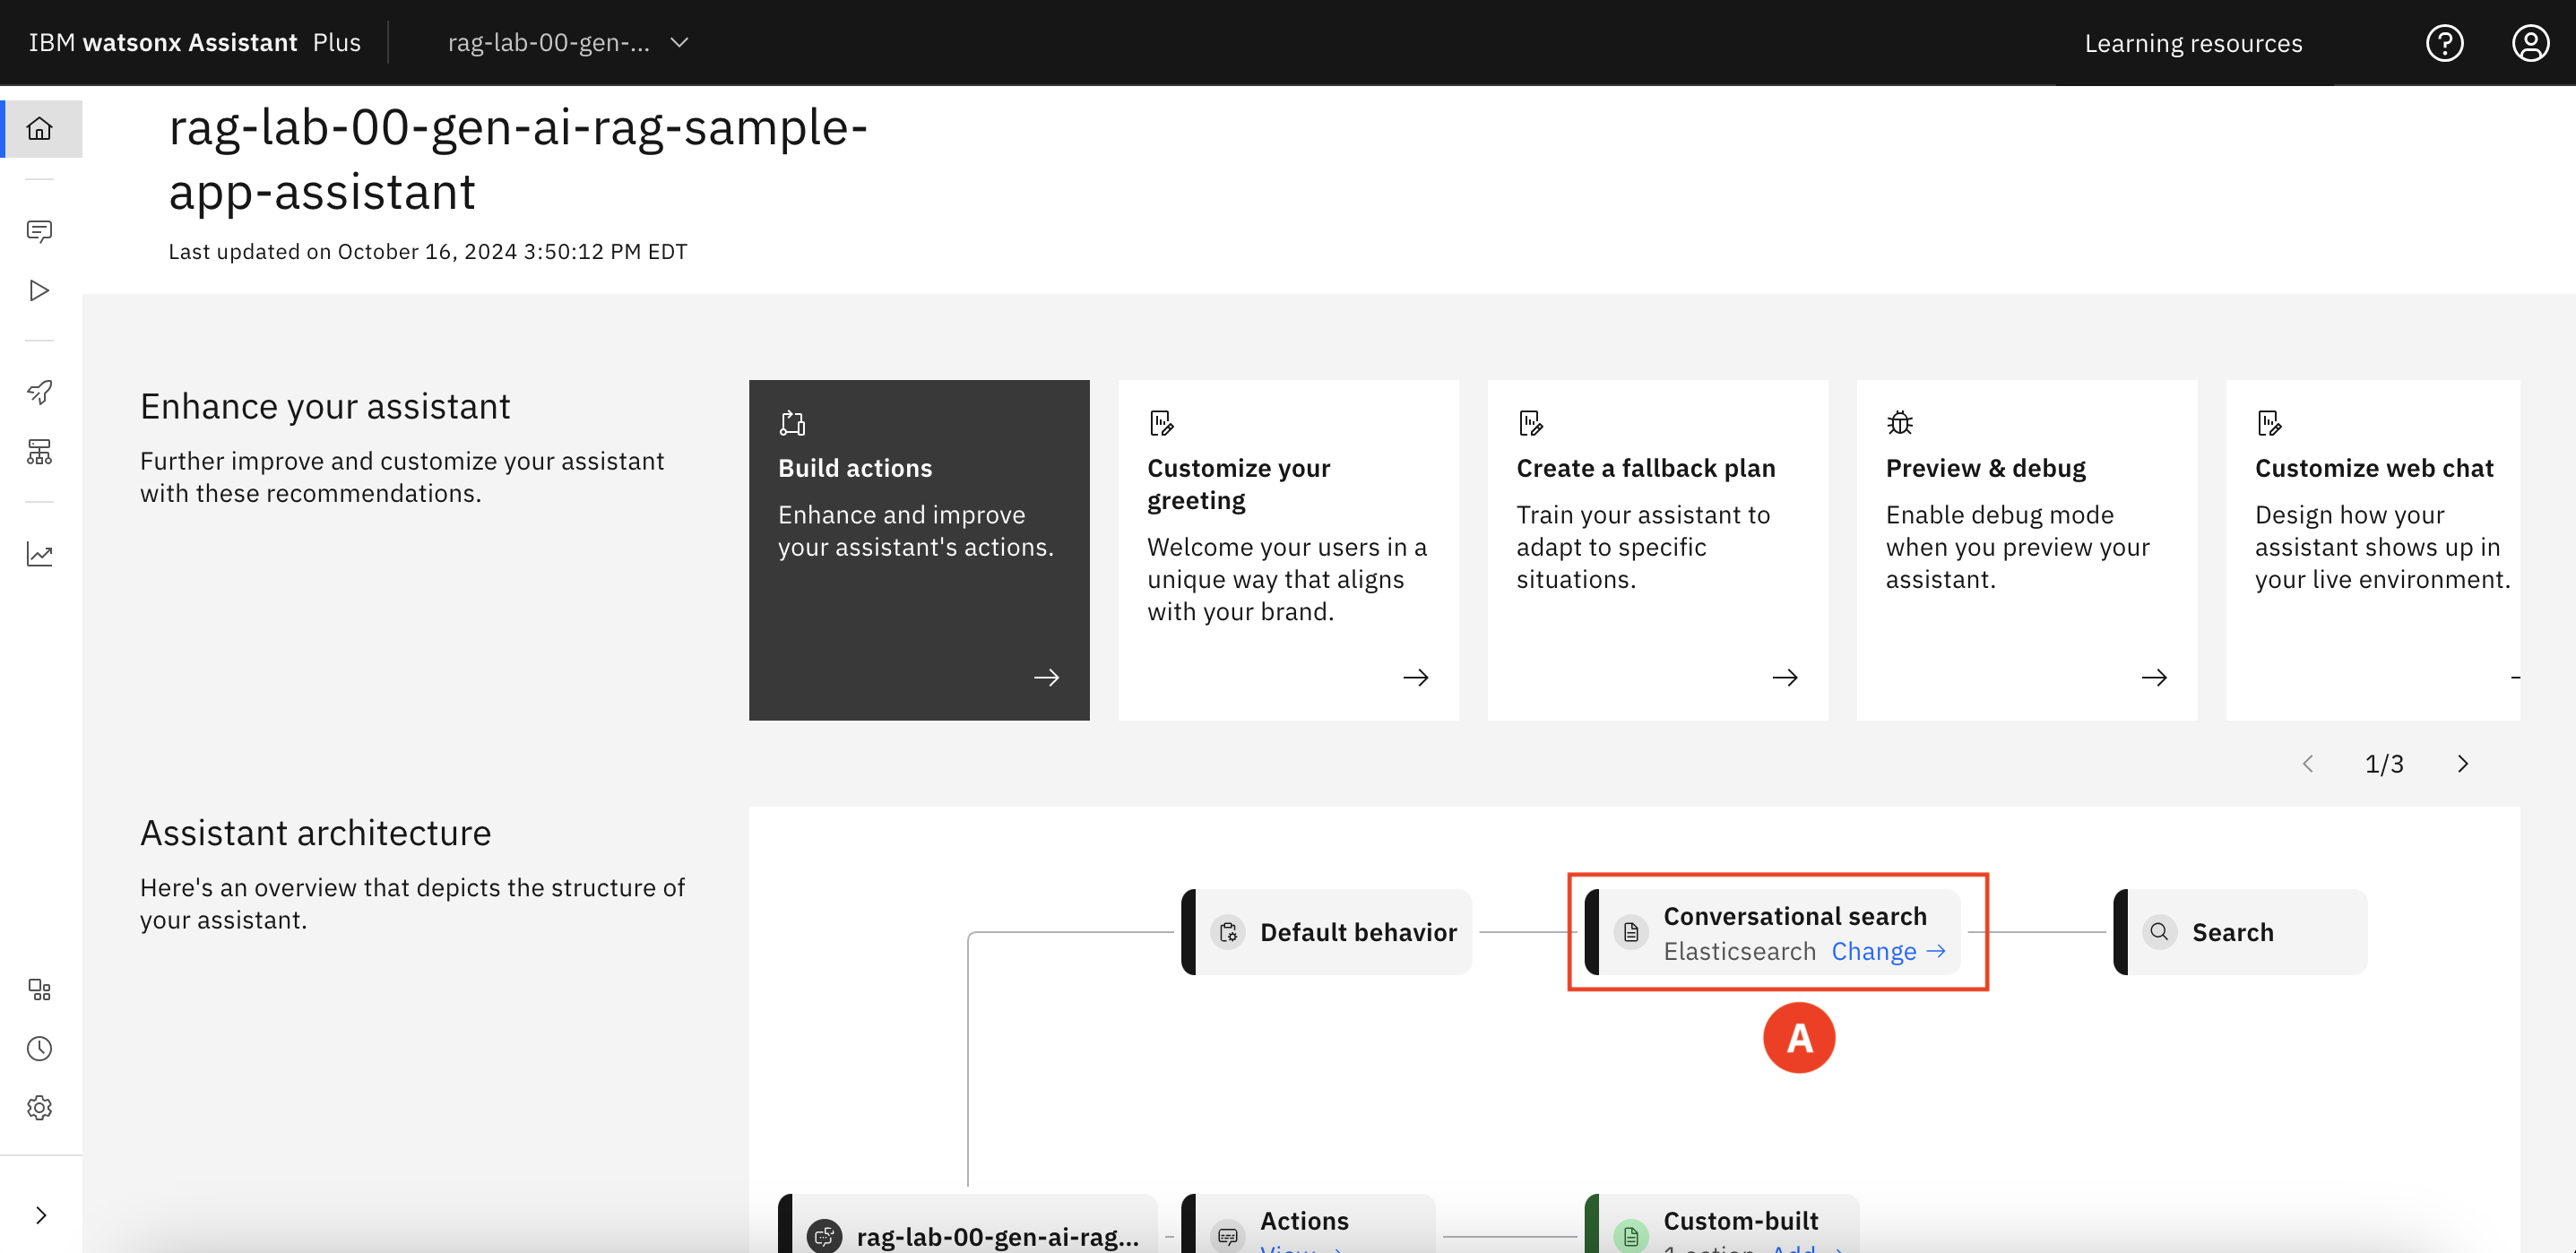 IBM watsonx Assistant Plus
rag-lab-00-gen-...
Learning resources
rag-lab-00-gen-ai-rag-sample-
app-assistant
Last updated on October 16, 2024 3:50:12 PM EDT
Enhance your assistant
Further improve and customize your assistant
with these recommendations.
Build actions
Enhance and improve
your assistant's actions.
Customize your
greeting
Welcome your users in a
unique way that aligns
with your brand.
Create a fallback plan
Train your assistant to
adapt to specific
situations.
Preview & debug
Enable debug mode
when you preview your
assistant.
Customize web chat
Design how your
assistant shows up in
your live environment.
1/3
Assistant architecture
Here's an overview that depicts the structure of
your assistant.
Default behavior
Conversational search
Elasticsearch Change →
Search
A
rag-lab-00-gen-ai-rag...
Actions
View →
Custom-built
1 action Add →